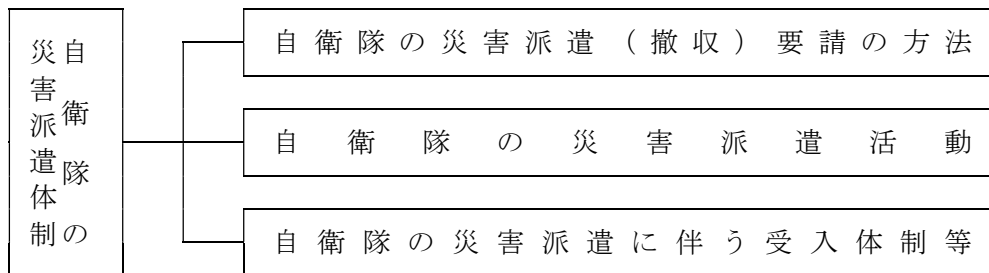 自衛隊の
災害派遣体制
自衛隊の災害派遣（撤収）要請の方法
自衛隊の災害派遣活動
自衛隊の災害派遣に伴う受入体制等